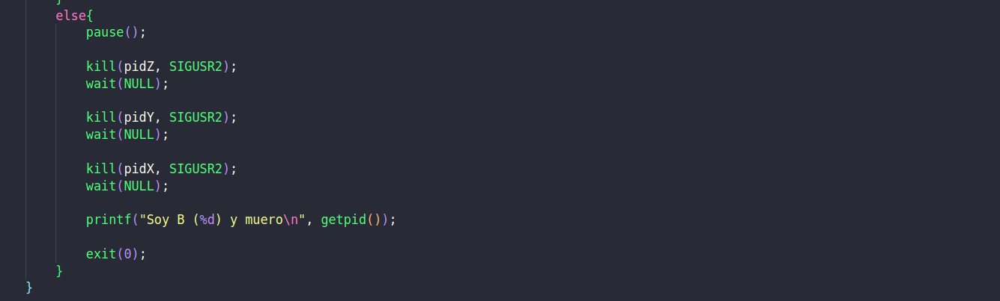 }
else{
pause();
kill(pidZ, SIGUSR2);
wait(NULL);
kill(pidY, SIGUSR2);
wait(NULL);
kill(pidX, SIGUSR2);
wait(NULL);
printf("Soy B (%d) y muero\n", getpid());
exit(0);
}
}